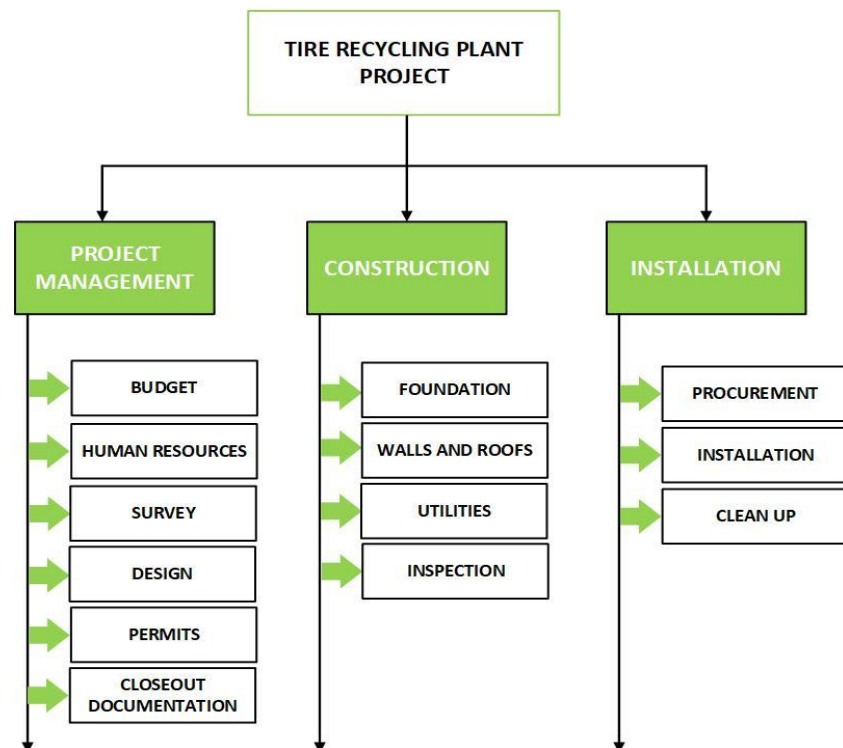 TIRE RECYCLING PLANT
PROJECT
PROJECT
MANAGEMENT
CONSTRUCTION
INSTALLATION
BUDGET
HUMAN RESOURCES
SURVEY
DESIGN
PERMITS
CLOSEOUT
DOCUMENTATION
FOUNDATION
WALLS AND ROOFS
UTILITIES
INSPECTION
PROCUREMENT
INSTALLATION
CLEAN UP